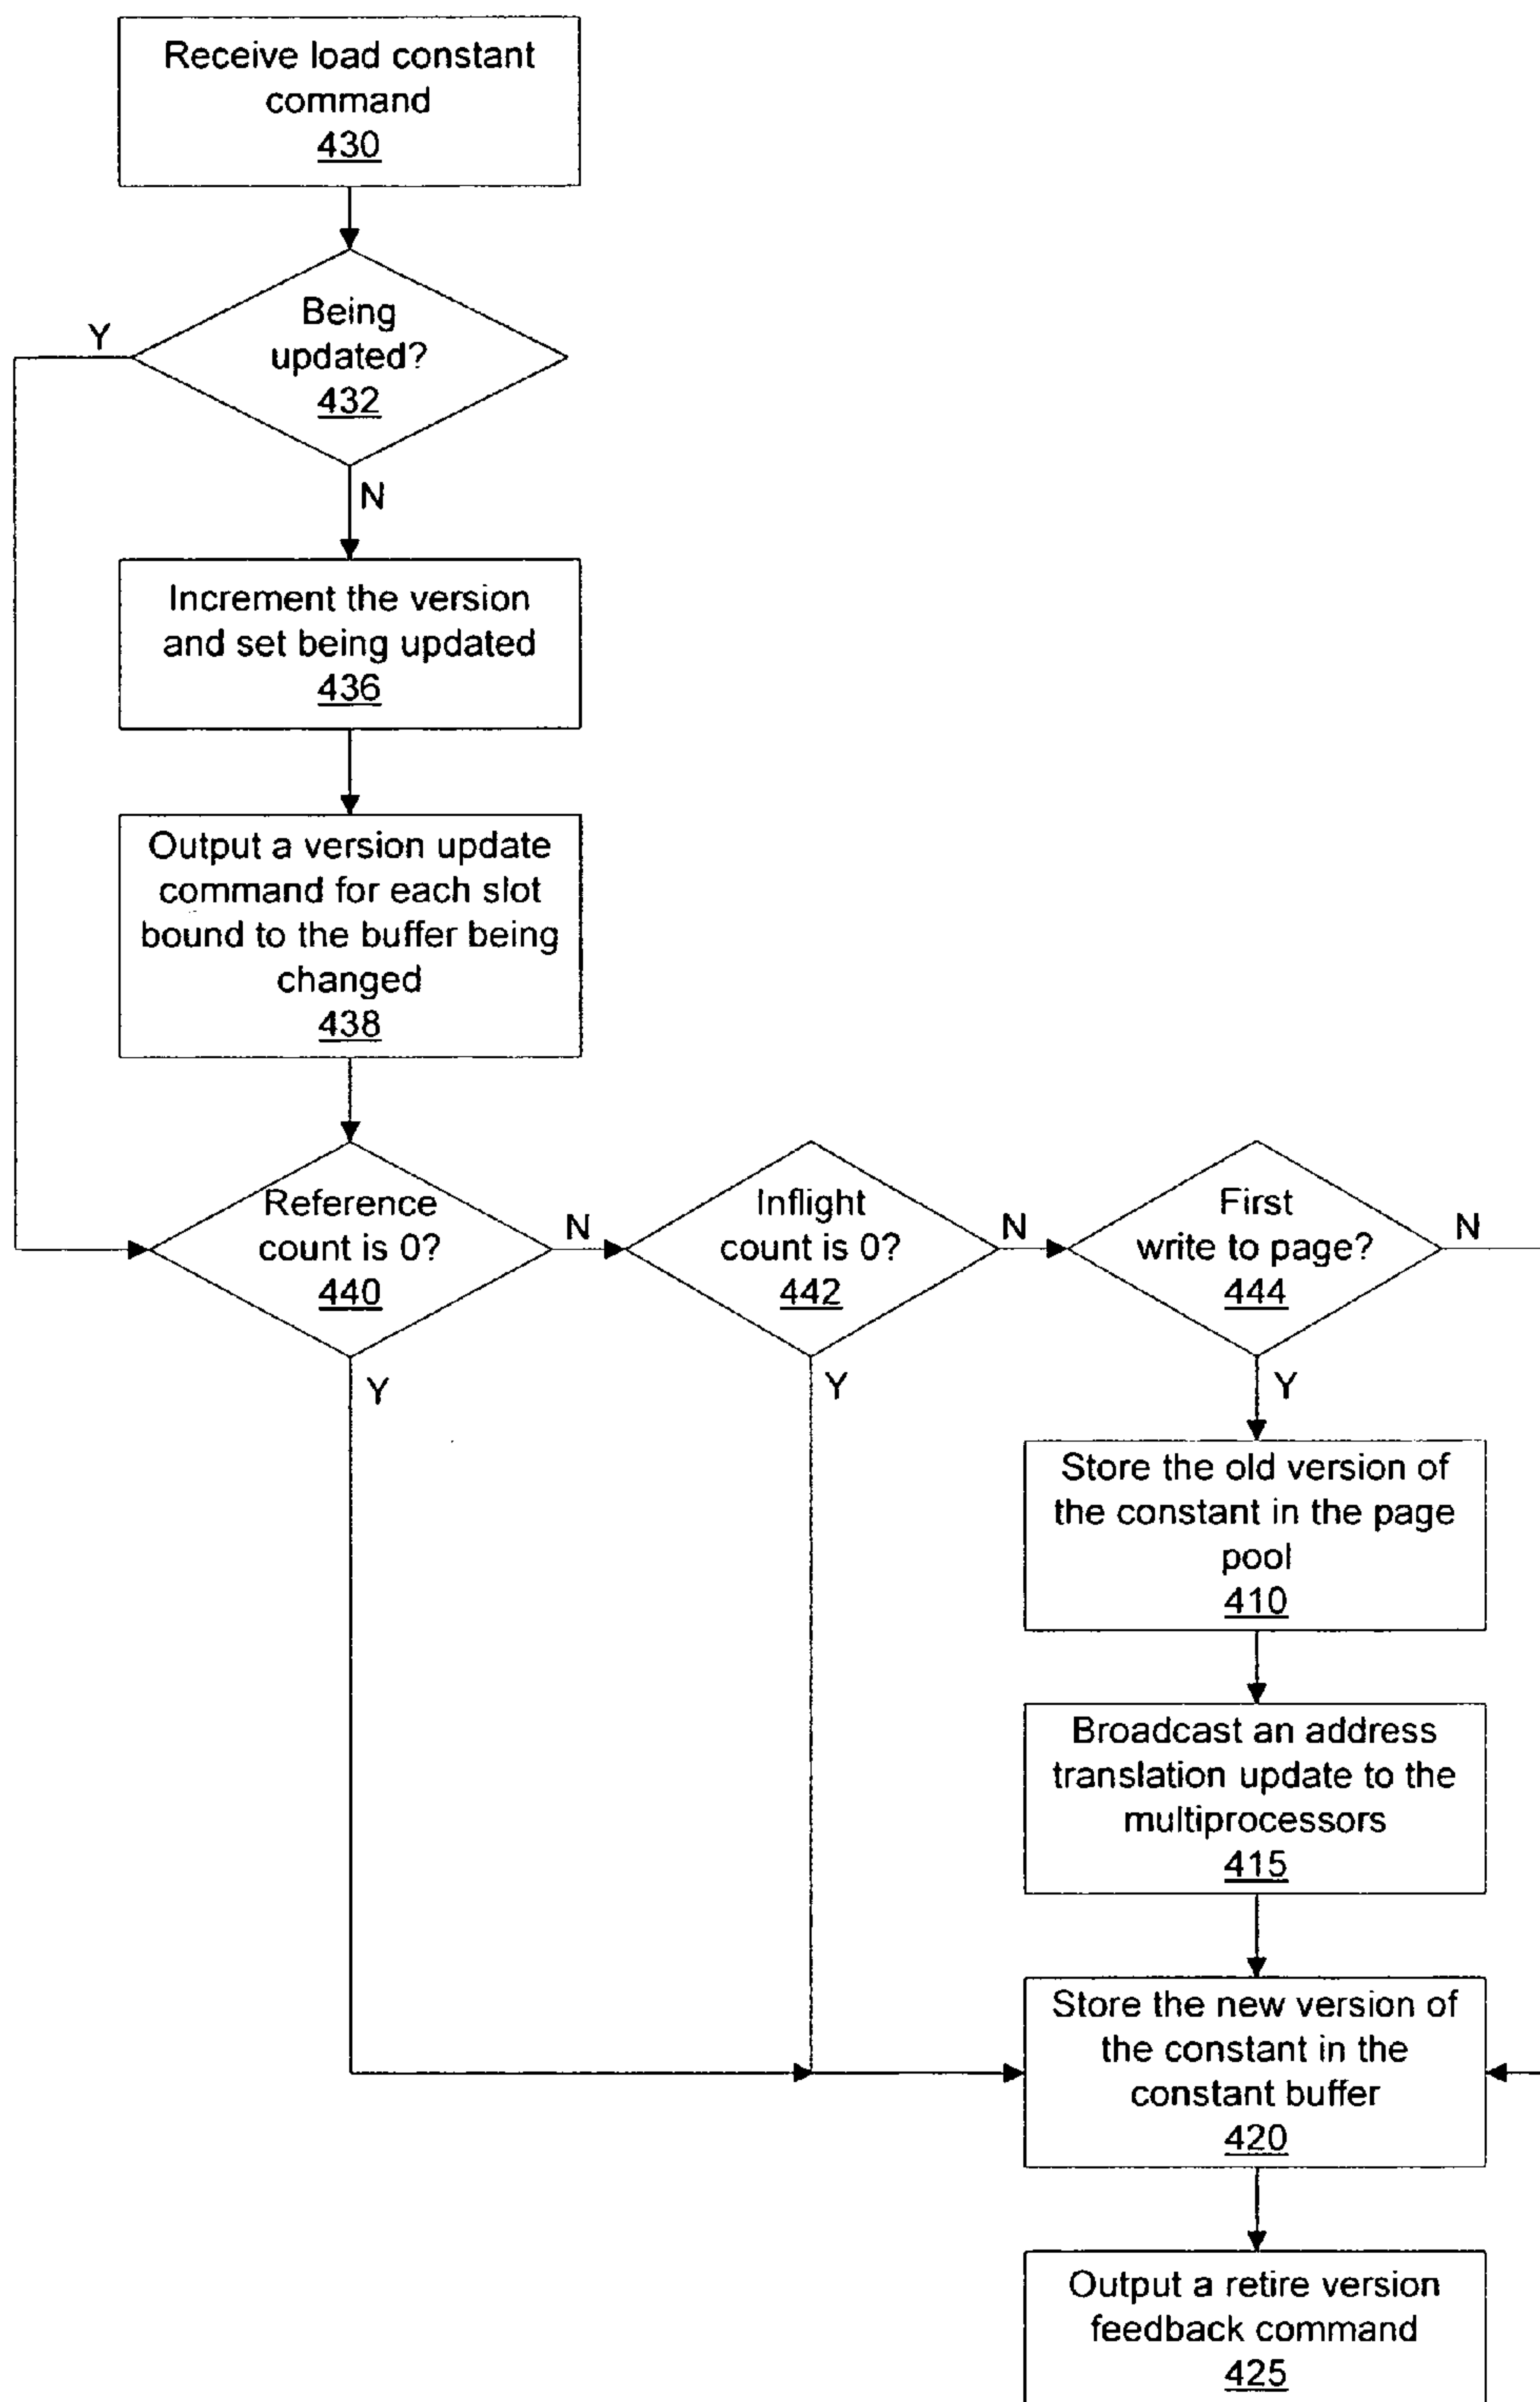 Receive load constant
command
430
Being
updated?
432
Y
N
Increment the version
and set being updated
436
Output a version update
command for each slot
bound to the buffer being
changed
438
Reference
count is 0?
440
N
Y
Inflight
count is 0?
442
N
Y
First
write to page?
444
N
Y
Store the old version of
the constant in the page
pool
410
Broadcast an address
translation update to the
multiprocessors
415
Store the new version of
the constant in the
constant buffer
420
Output a retire version
feedback command
425